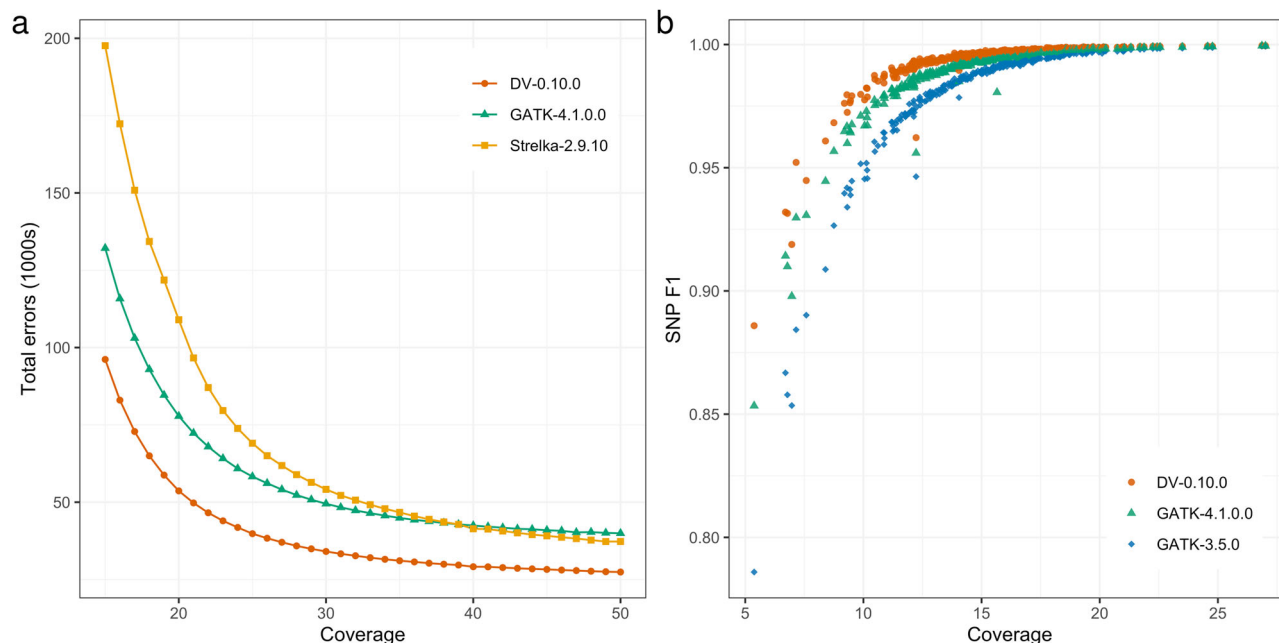 a
200
150
100
50
Total errors (1000s)
DV-0.10.0
GATK-4.1.0.0
Strelka-2.9.10
20
30
40
50
Coverage
b
1.00
0.95
0.90
0.85
0.80
SNP F1
DV-0.10.0
GATK-4.1.0.0
GATK-3.5.0
5
10
15
20
25
Coverage